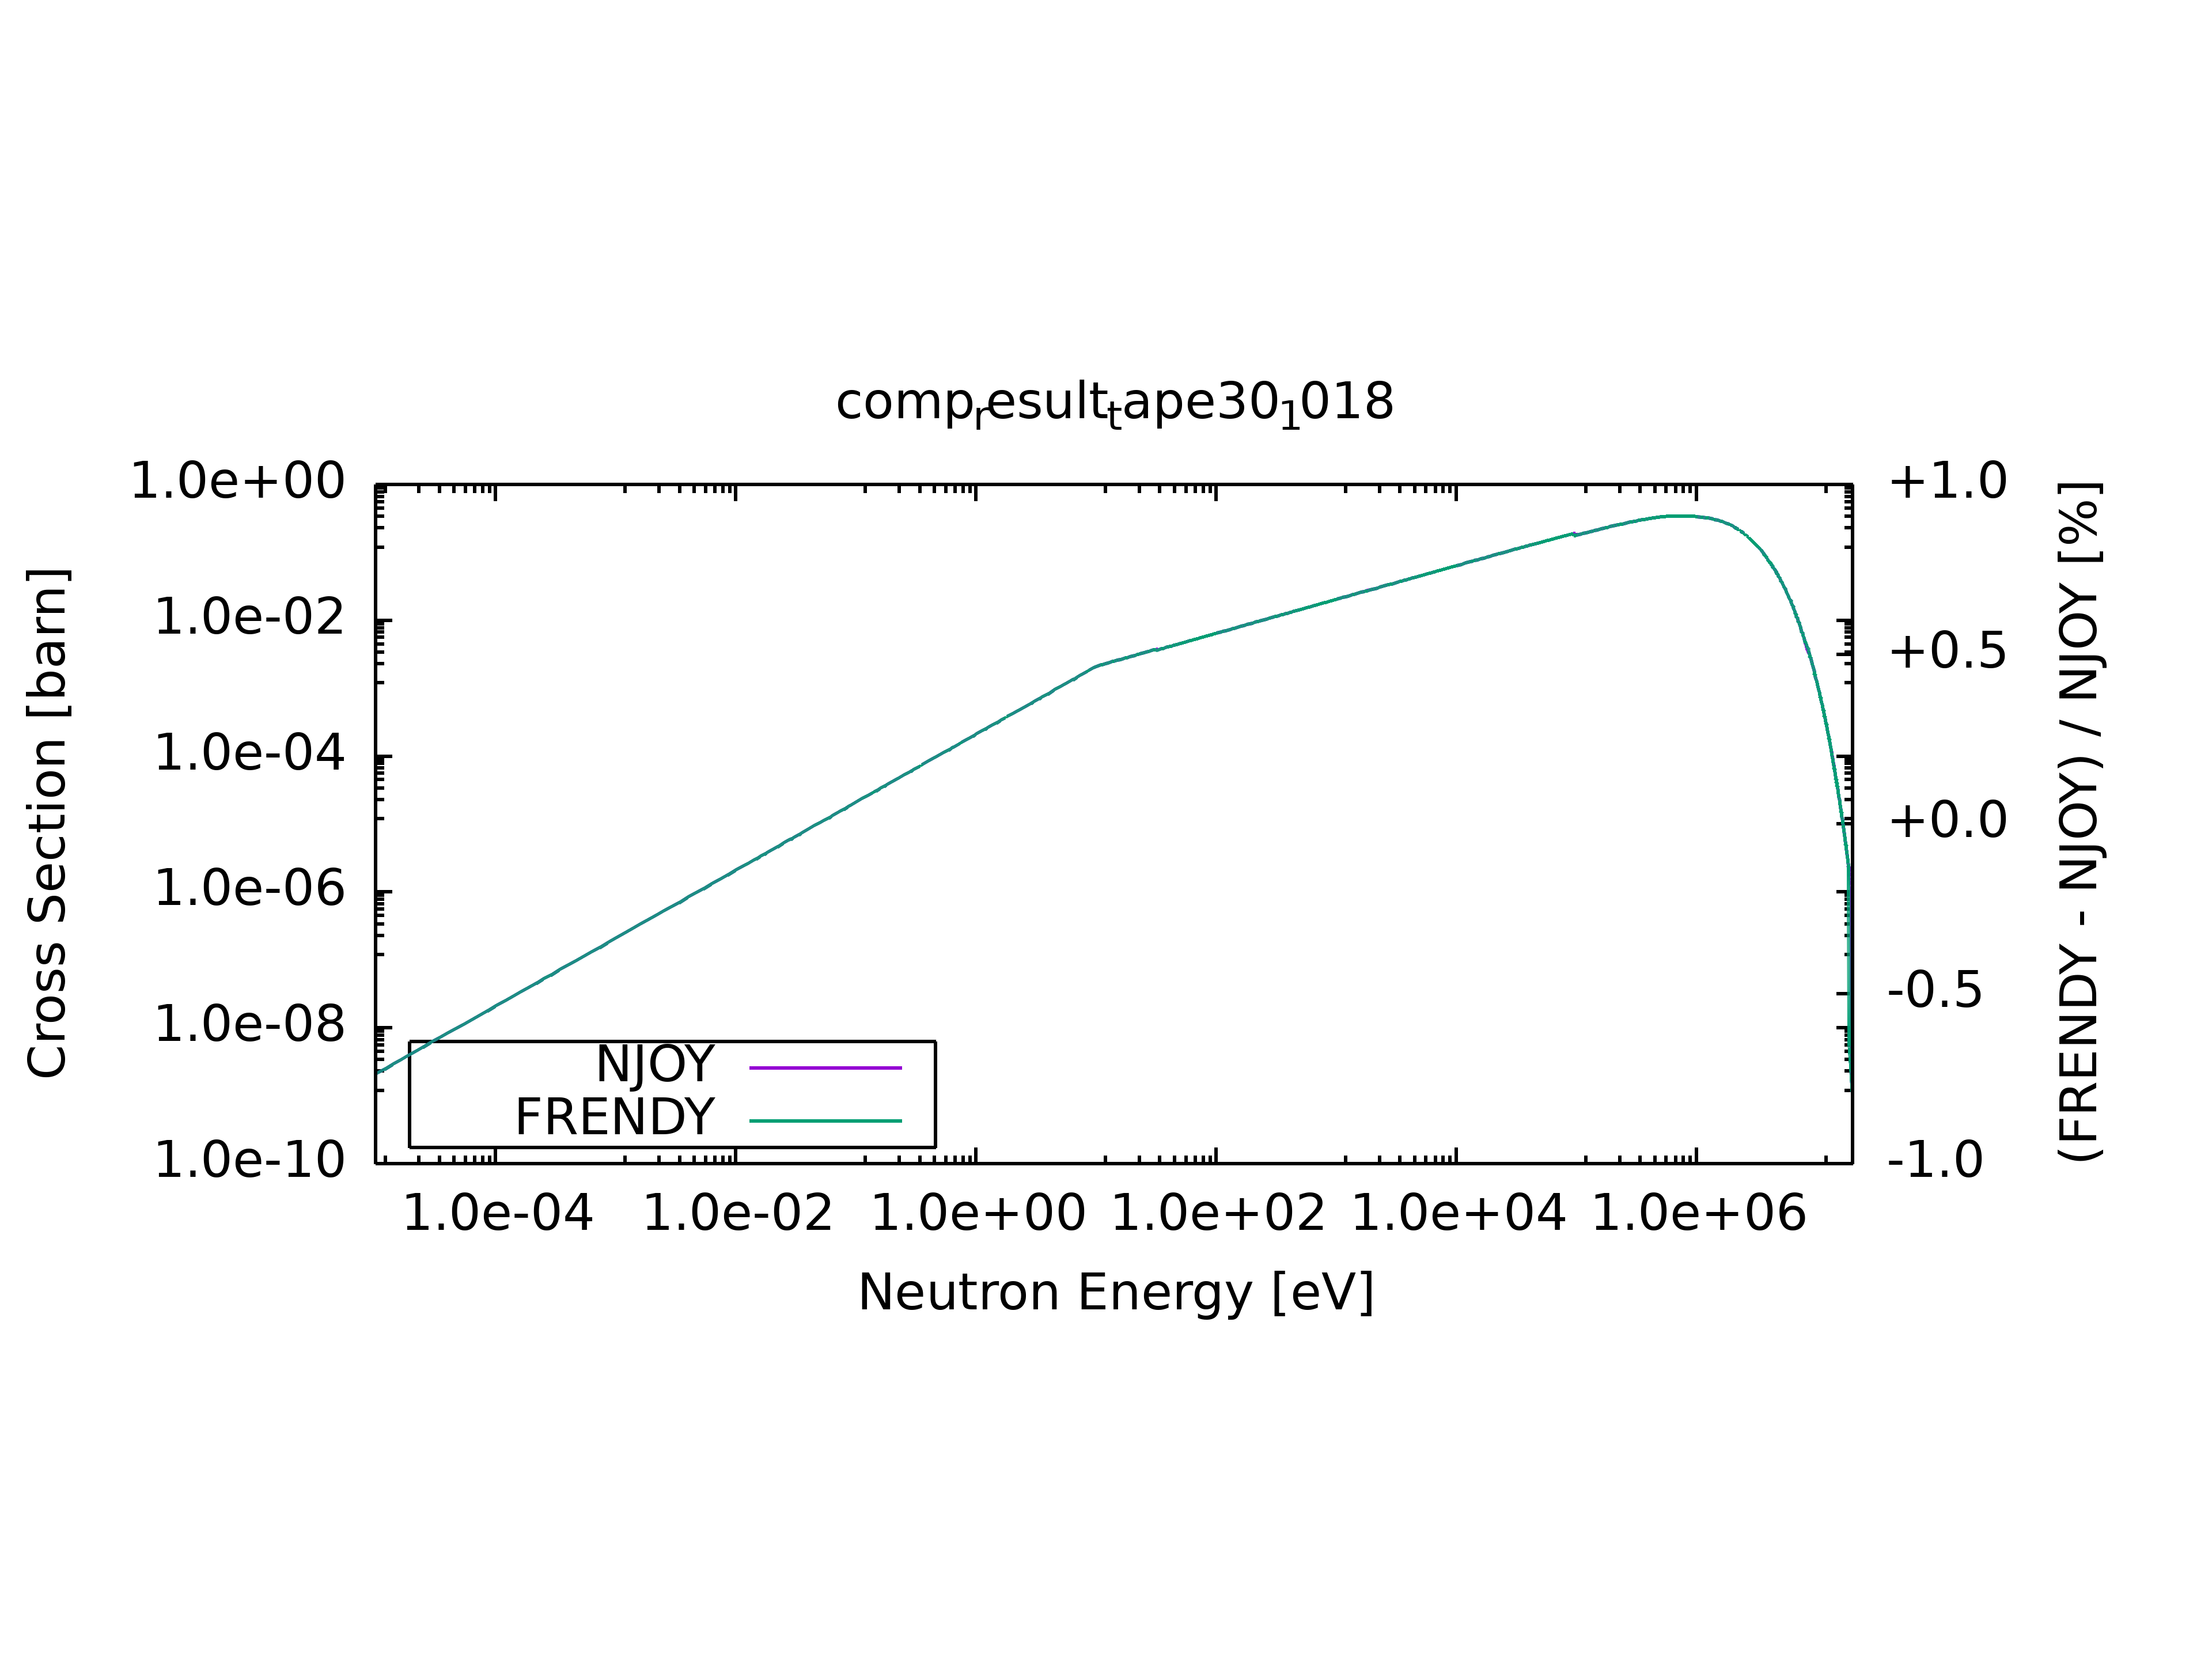 comp_result_tape30_1018
1.0e+00
1.0e-02
1.0e-04
1.0e-06
1.0e-08
1.0e-10
Cross Section [barn]
+1.0
+0.5
+0.0
-0.5
-1.0
(FRENDY - NJOY) / NJOY [%]
NJOY
FRENDY
1.0e-04 1.0e-02 1.0e+00 1.0e+02 1.0e+04 1.0e+06
Neutron Energy [eV]